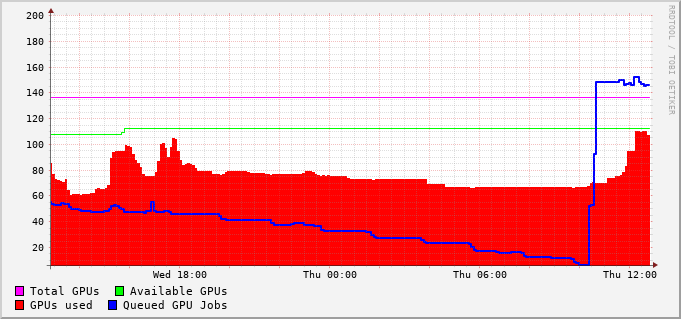 200
180
160
140
120
100
80
60
40
20
Wed 18:00 Thu 00:00 Thu 06:00 Thu 12:00
Total GPUs Available GPUs
GPUs used Queued GPU Jobs
RRDTOOL / TOBI OETIKER